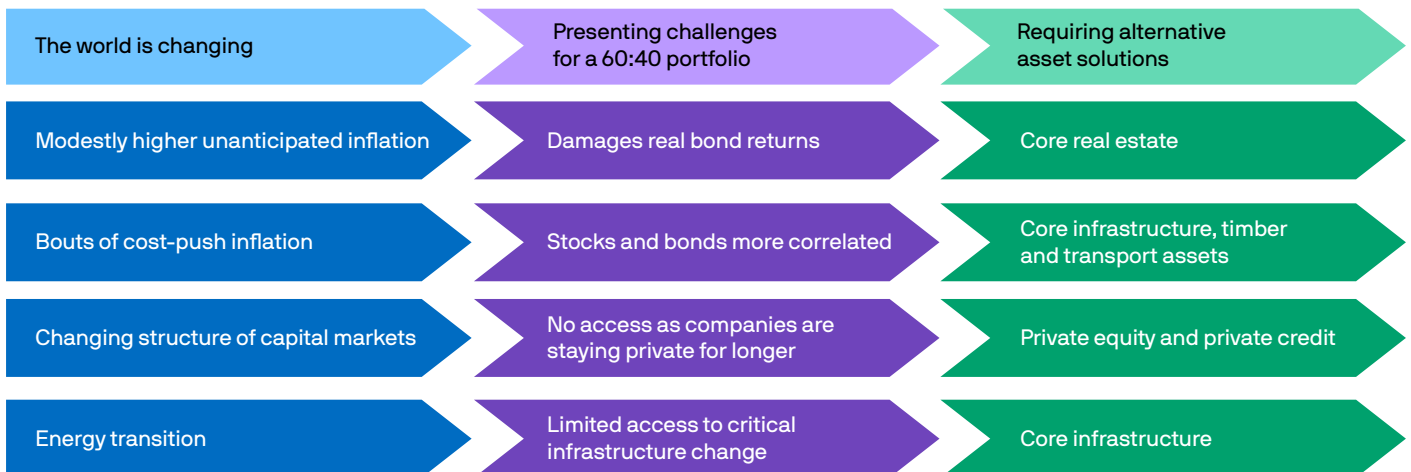 The world is changing
Presenting challenges
for a 60:40 portfolio
Requiring alternative
asset solutions
Modestly higher unanticipated inflation
Damages real bond returns
Core real estate
Bouts of cost-push inflation
Stocks and bonds more correlated
Core infrastructure, timber
and transport assets
Changing structure of capital markets
No access as companies are
staying private for longer
Private equity and private credit
Energy transition
Limited access to critical
infrastructure change
Core infrastructure